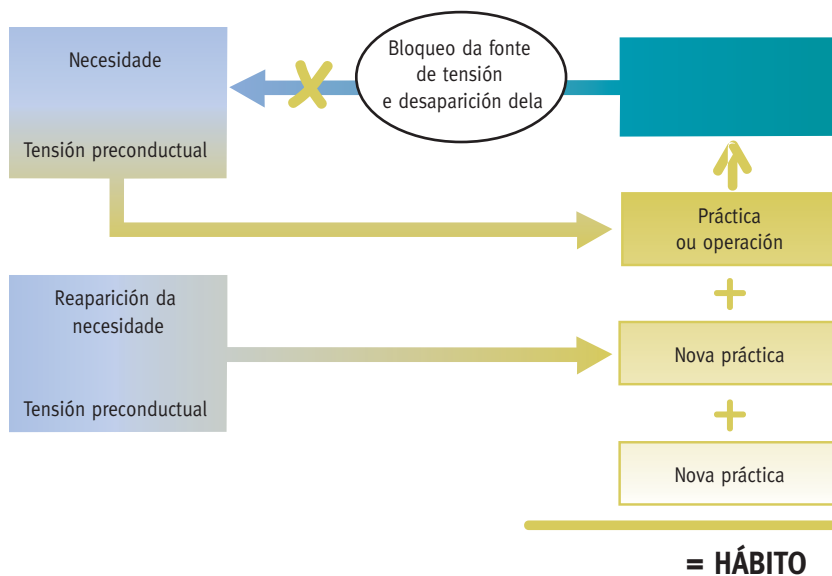 Necesidade
Tensión preconductual
Bloqueo da fonte
de tensión
e desaparición dela
Práctica
ou operación
+
Reaparición da
necesidade
Tensión preconductual
Nova práctica
+
Nova práctica
= HÁBITO